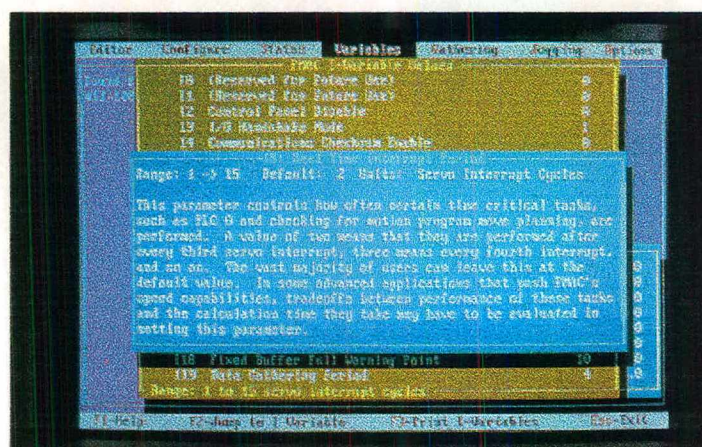 Editor Configure Status Variables Gathering Jogging Options
PMAC I-Variable Values
I0 (Reserved for Future Use) 0
I1 (Reserved for Future Use) 0
I2 Control Panel Disable 0
I3 I/O Handshake Mode 1
I4 Communications Checksum Enable 0
Real Time Interrupt Period
Range: 1 -> 15 Default: 2 Units: Servo Interrupt Cycles
This parameter controls how often certain time critical tasks,
such as PLC 0 and checking for motion program move planning, are
performed. A value of two means that they are performed after
every third servo interrupt, three means every fourth interrupt,
and so on. The vast majority of users can leave this at the
default value. In some advanced applications that push PMAC's
speed capabilities, tradeoffs between performance of these tasks
and the calculation time they take may have to be evaluated in
setting this parameter.
I18 Fixed Buffer Full Warning Point 10
I19 Data Gathering Period 4
Range: 1 to 15 servo interrupt cycles
F1-Help F2-Jump to I-Variable F3-Print I-Variables Esc-Exit